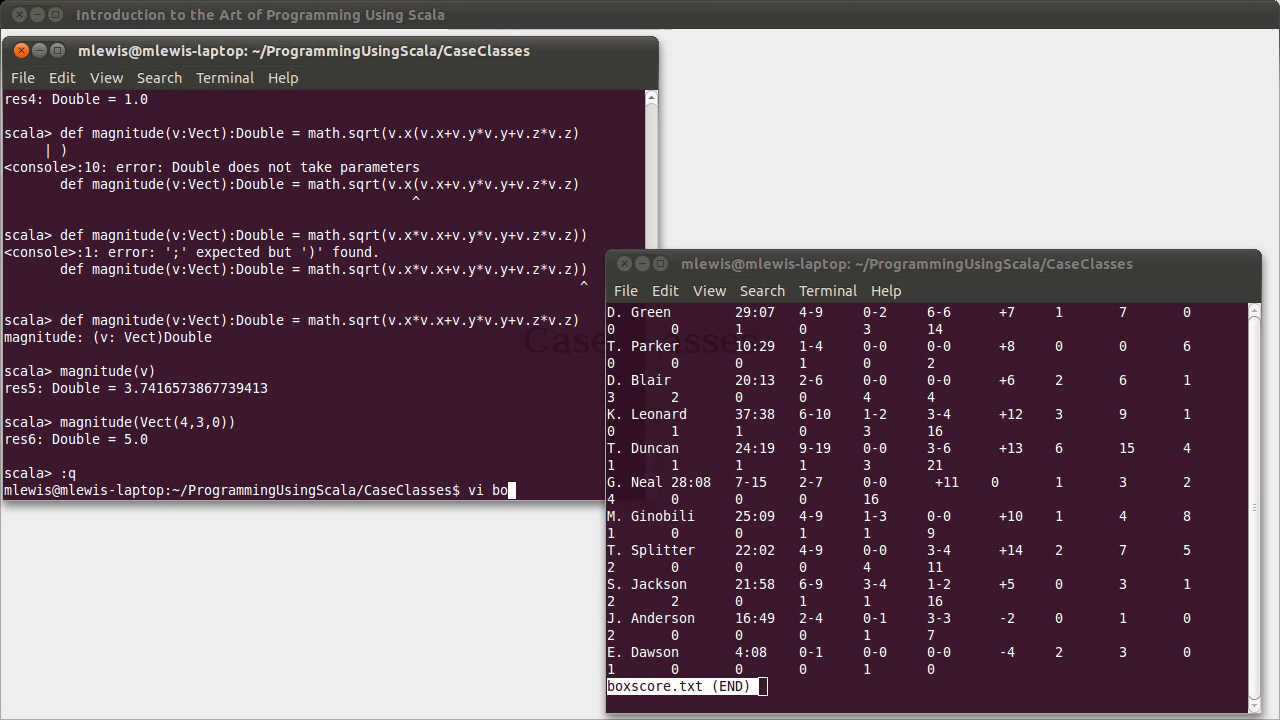 Introduction to the Art of Programming Using Scala
mlewis@mlewis-laptop: ~/ProgrammingUsingScala/CaseClasses
File Edit View Search Terminal Help
res4: Double = 1.0
scala> def magnitude(v:Vect):Double = math.sqrt(v.x(v.x+v.y*v.y+v.z*v.z)
| )
<console>:10: error: Double does not take parameters
def magnitude(v:Vect):Double = math.sqrt(v.x(v.x+v.y*v.y+v.z*v.z)
^
scala> def magnitude(v:Vect):Double = math.sqrt(v.x*v.x+v.y*v.y+v.z*v.z))
<console>:1: error: ';' expected but ')' found.
def magnitude(v:Vect):Double = math.sqrt(v.x*v.x+v.y*v.y+v.z*v.z))
^
scala> def magnitude(v:Vect):Double = math.sqrt(v.x*v.x+v.y*v.y+v.z*v.z)
magnitude: (v: Vect)Double
scala> magnitude(v)
res5: Double = 3.7416573867739413
scala> magnitude(Vect(4,3,0))
res6: Double = 5.0
scala> :q
mlewis@mlewis-laptop:~/ProgrammingUsingScala/CaseClasses$ vi bo
Case Classes
mlewis@mlewis-laptop: ~/ProgrammingUsingScala/CaseClasses
File Edit View Search Terminal Help
D. Green 29:07 4-9 0-2 6-6 +7 1 7 0
0 0 1 0 3 14
T. Parker 10:29 1-4 0-0 0-0 +8 0 0 6
0 0 0 1 0 2
D. Blair 20:13 2-6 0-0 0-0 +6 2 6 1
3 2 0 0 4 4
K. Leonard 37:38 6-10 1-2 3-4 +12 3 9 1
0 1 1 0 3 16
T. Duncan 24:19 9-19 0-0 3-6 +13 6 15 4
1 1 1 1 3 21
G. Neal 28:08 7-15 2-7 0-0 +11 0 1 3 2
4 0 0 0 16
M. Ginobili 25:09 4-9 1-3 0-0 +10 1 4 8
1 0 0 1 1 9
T. Splitter 22:02 4-9 0-0 3-4 +14 2 7 5
2 0 0 0 4 11
S. Jackson 21:58 6-9 3-4 1-2 +5 0 3 1
2 2 0 1 1 16
J. Anderson 16:49 2-4 0-1 3-3 -2 0 1 0
2 0 0 0 1 7
E. Dawson 4:08 0-1 0-0 0-0 -4 2 3 0
1 0 0 0 1 0
boxscore.txt (END)